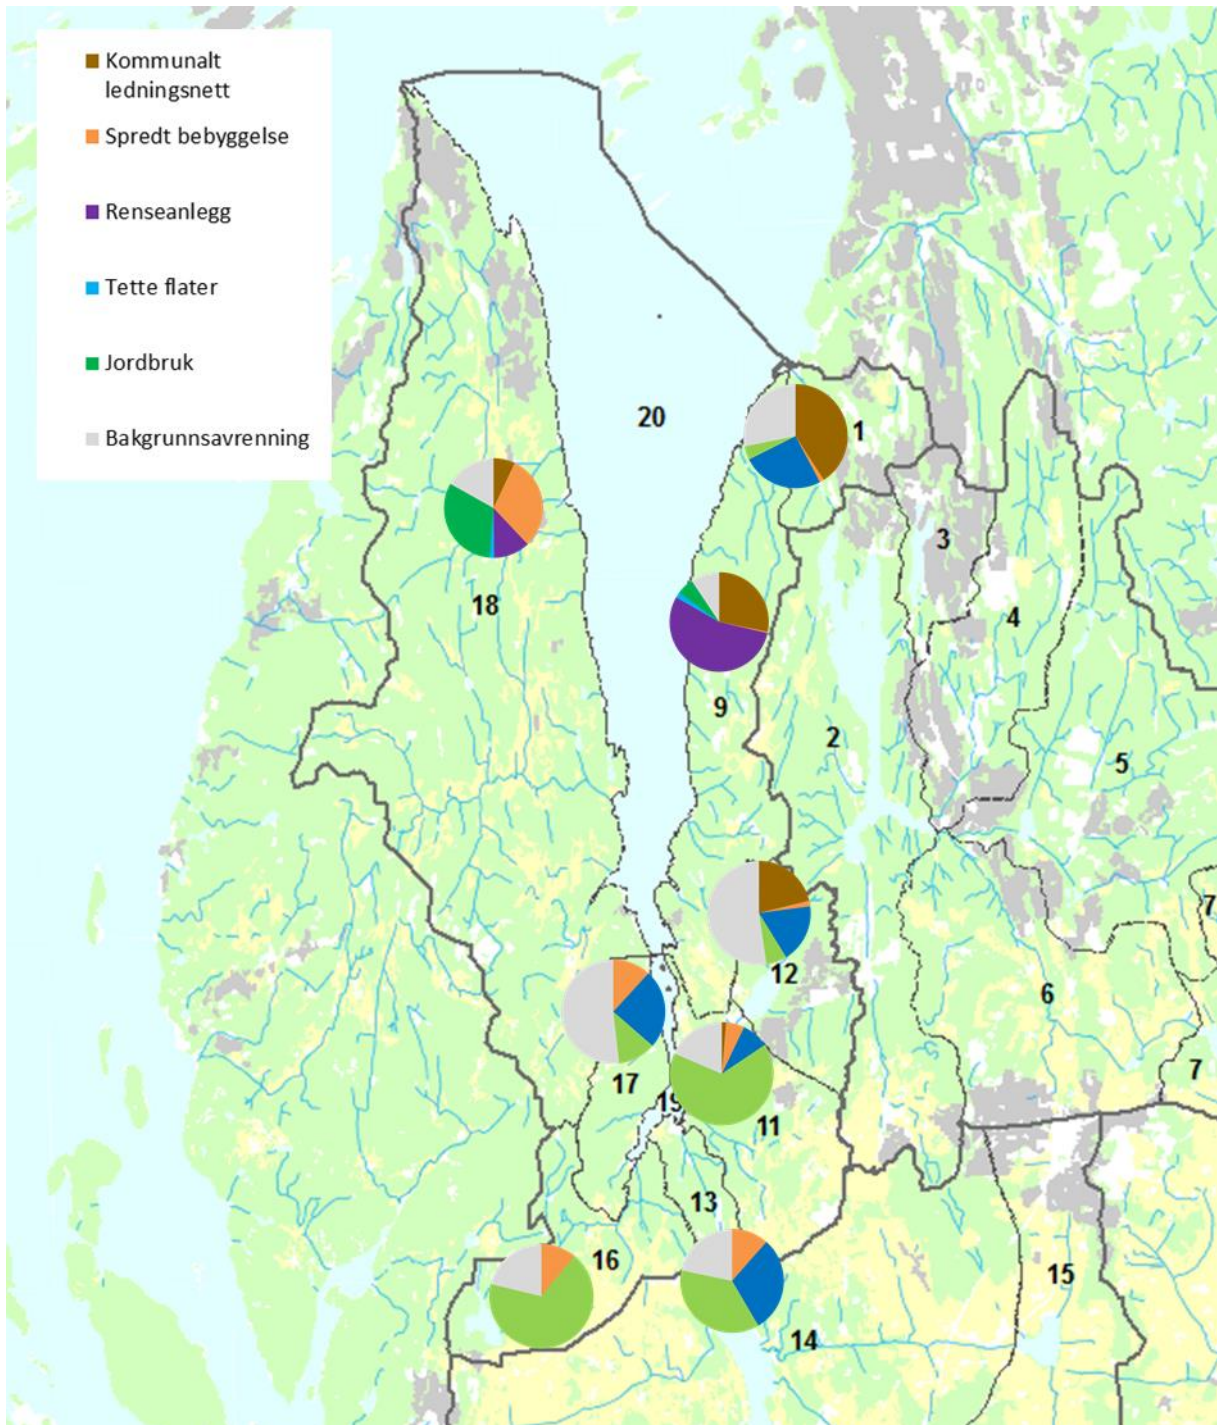 Kommunalt
ledningsnett
Spredt bebyggelse
Renseanlegg
Tette flater
Jordbruk
Bakgrunnsavrenning
20
1
3
18
4
9
2
5
7
12
6
17
19
11
7
13
16
15
14